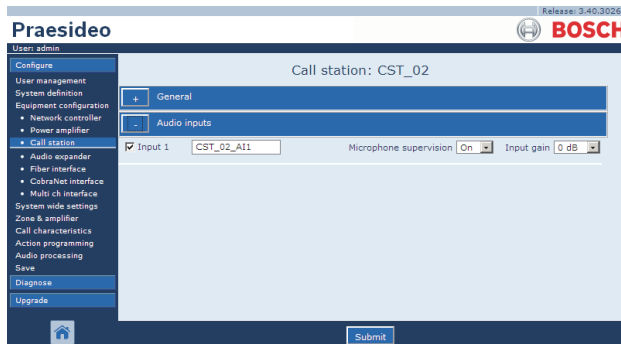 Release: 3.40.3026
Praesideo
BOSCH
User: admin
Configure
User management
System definition
Equipment configuration
• Network controller
• Power amplifier
• Call station
• Audio expander
• Fiber interface
• CobraNet interface
• Multi ch interface
System wide settings
Zone & amplifier
Call characteristics
Action programming
Audio processing
Save
Diagnose
Upgrade
Call station: CST_02
+ General
- Audio inputs
Input 1 CST_02_AI1 Microphone supervision On Input gain 0 dB
Submit